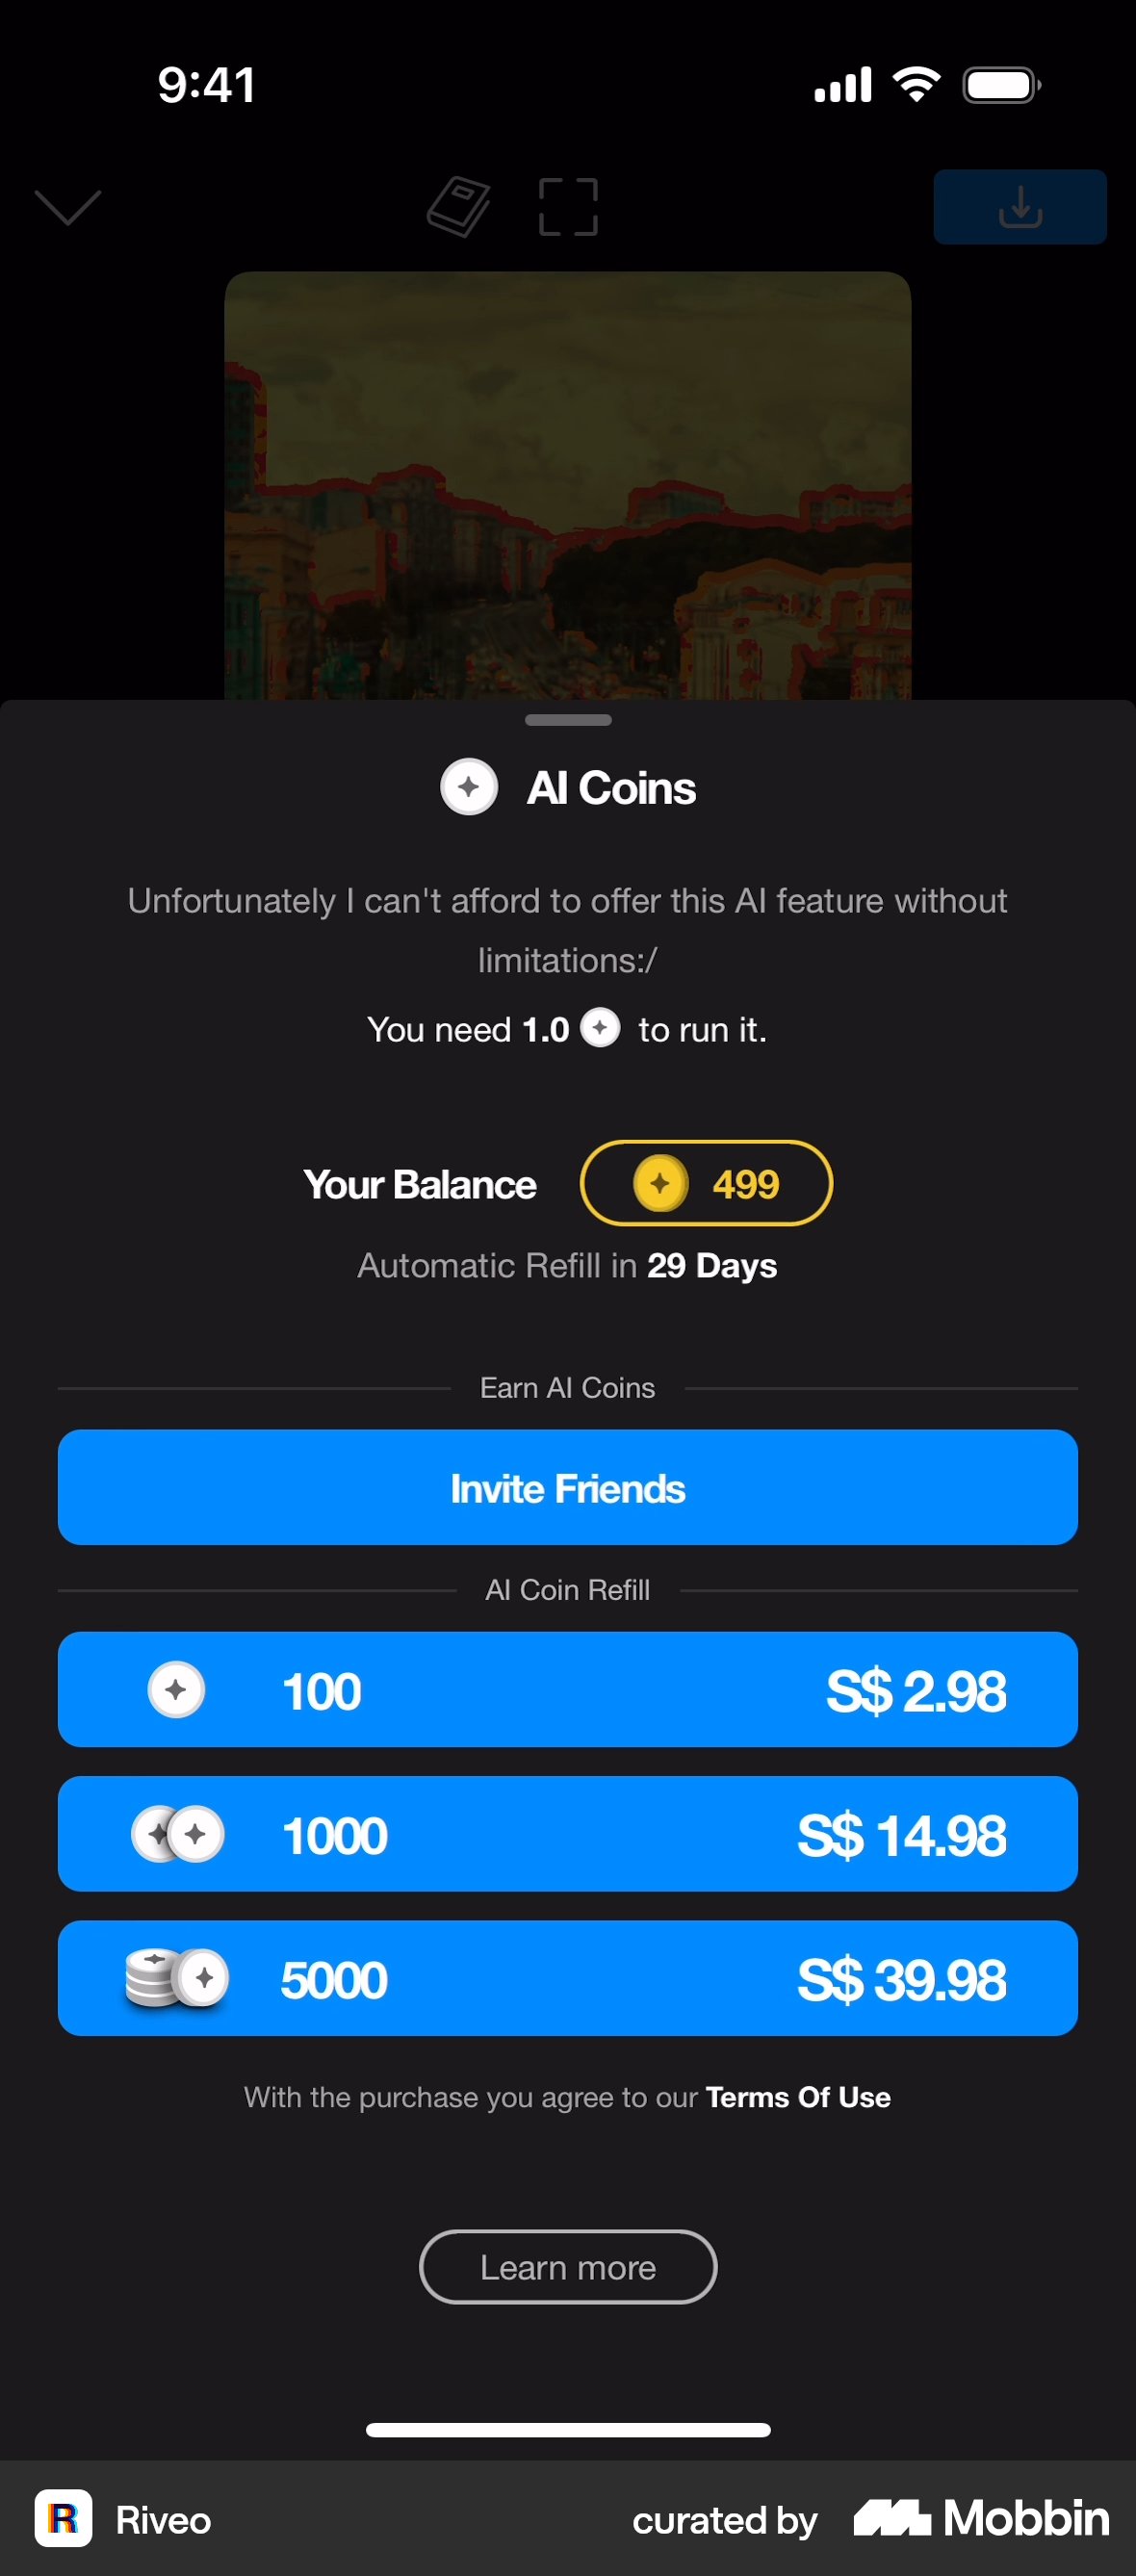 9:41
AI Coins
Unfortunately I can't afford to offer this AI feature without
limitations:/
You need 1.0 to run it.
Your Balance 499
Automatic Refill in 29 Days
Earn AI Coins
Invite Friends
AI Coin Refill
100 S$ 2.98
1000 S$ 14.98
5000 S$ 39.98
With the purchase you agree to our Terms Of Use
Learn more
R Riveo curated by Mobbin